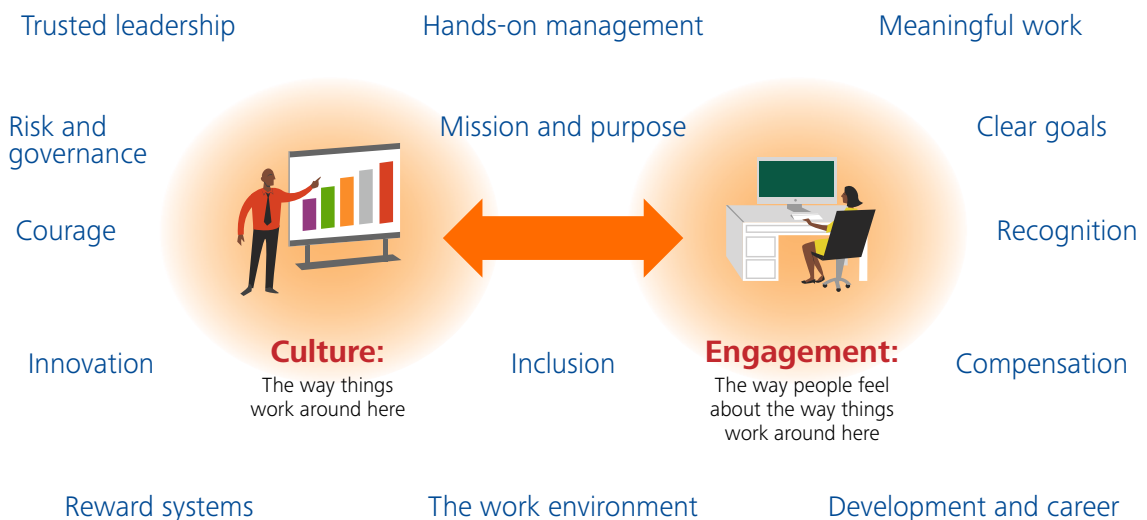 Trusted leadership
Hands-on management
Meaningful work
Risk and
governance
Mission and purpose
Clear goals
Courage
Recognition
Innovation
Culture:
The way things
work around here
Inclusion
Engagement:
The way people feel
about the way things
work around here
Compensation
Reward systems
The work environment
Development and career